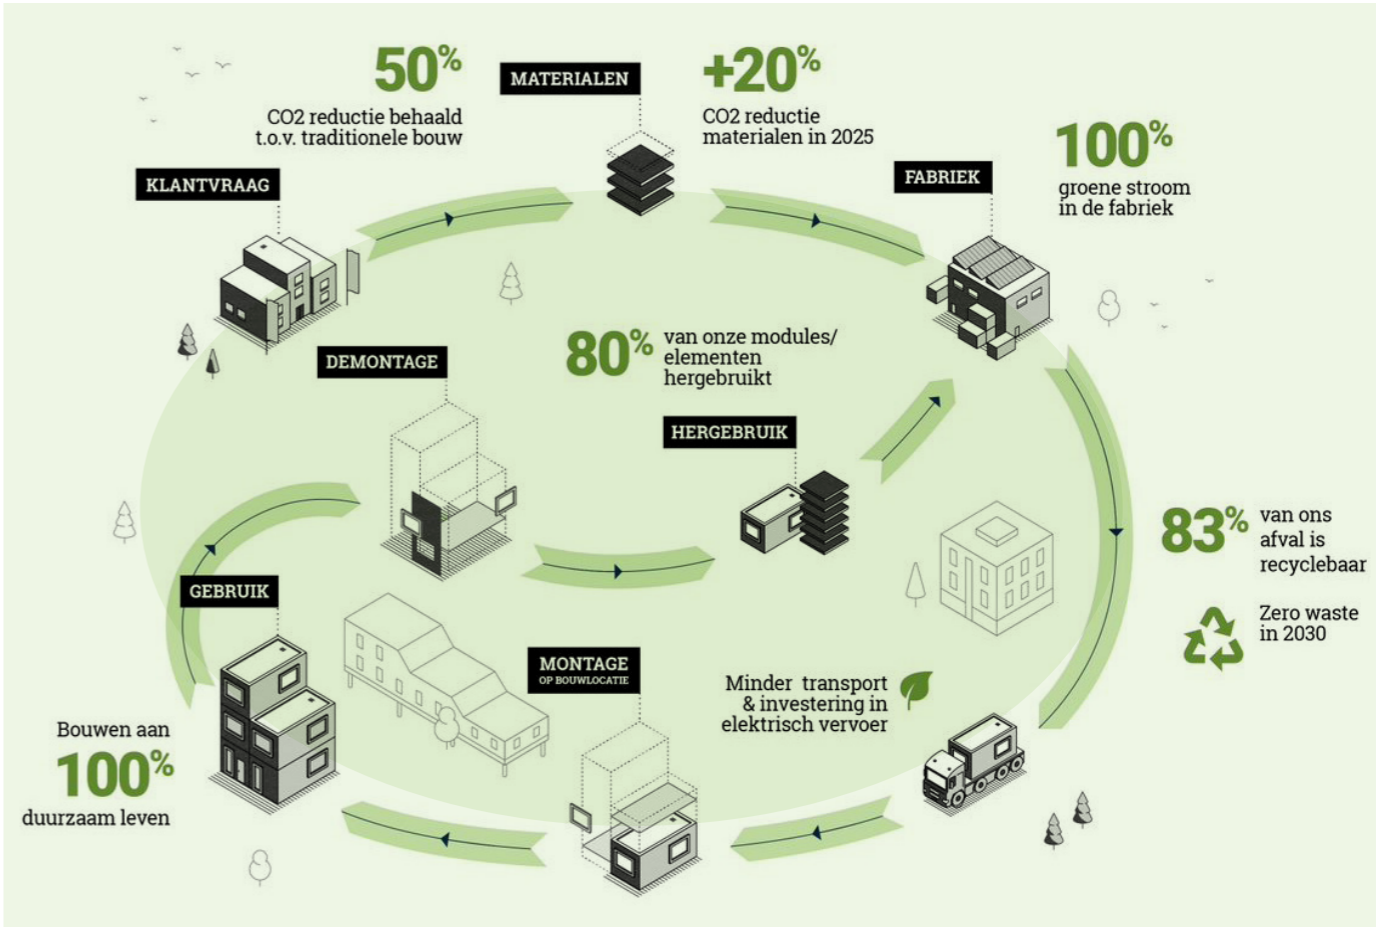 50%
CO2 reductie behaald
t.o.v. traditionele bouw
MATERIALEN
+20%
CO2 reductie
materialen in 2025
KLANTVRAAG
FABRIEK
100%
groene stroom
in de fabriek
DEMONTAGE
80%
van onze modules/
elementen
hergebruikt
HERGEBRUIK
83%
van ons
afval is
recyclebaar
Zero waste
in 2030
GEBRUIK
MONTAGE
OP BOUWLOCATIE
Minder transport
& investering in
elektrisch vervoer
Bouwen aan
100%
duurzaam leven